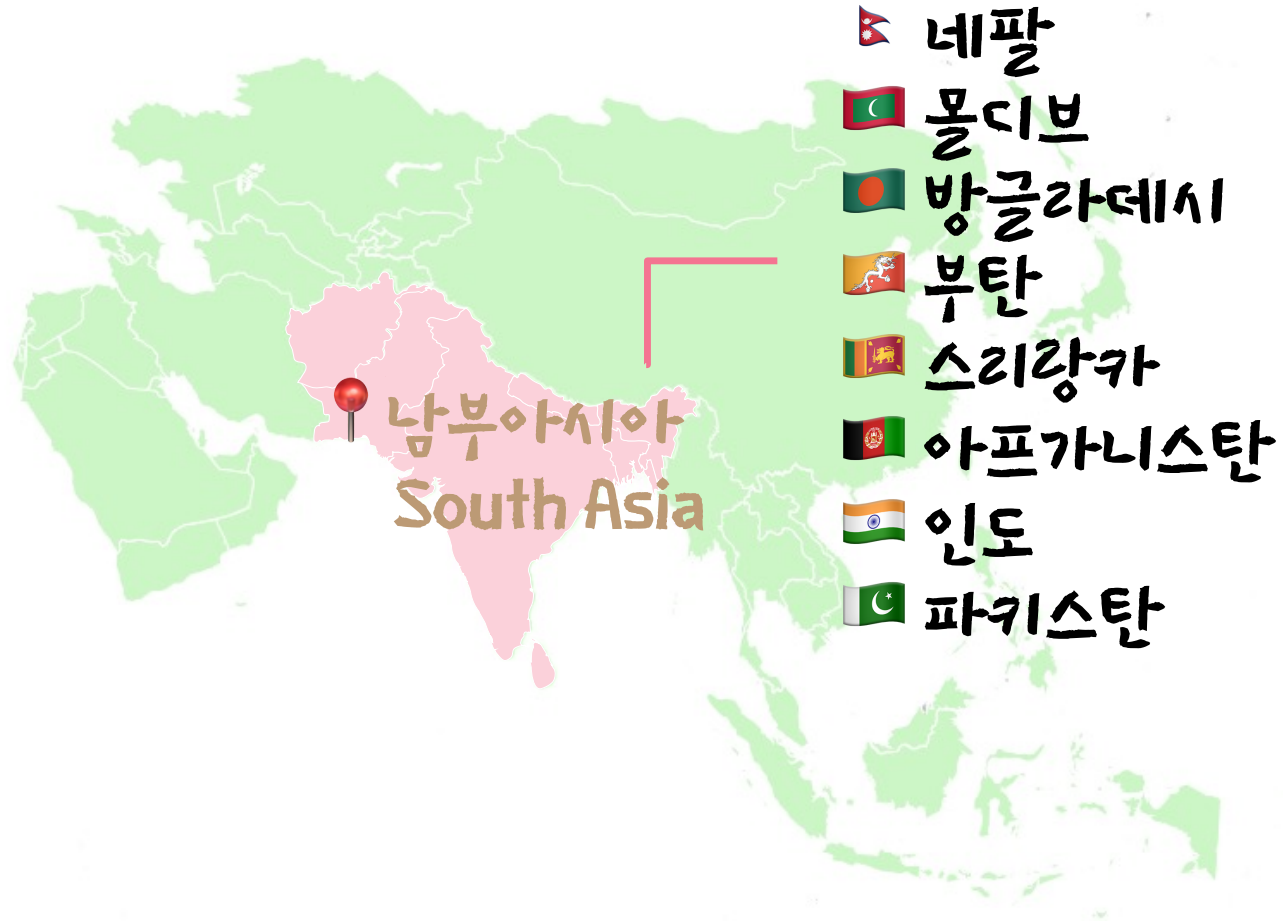 네팔
몰디브
방글라데시
부탄
스리랑카
아프가니스탄
인도
파키스탄
남부아시아
South Asia